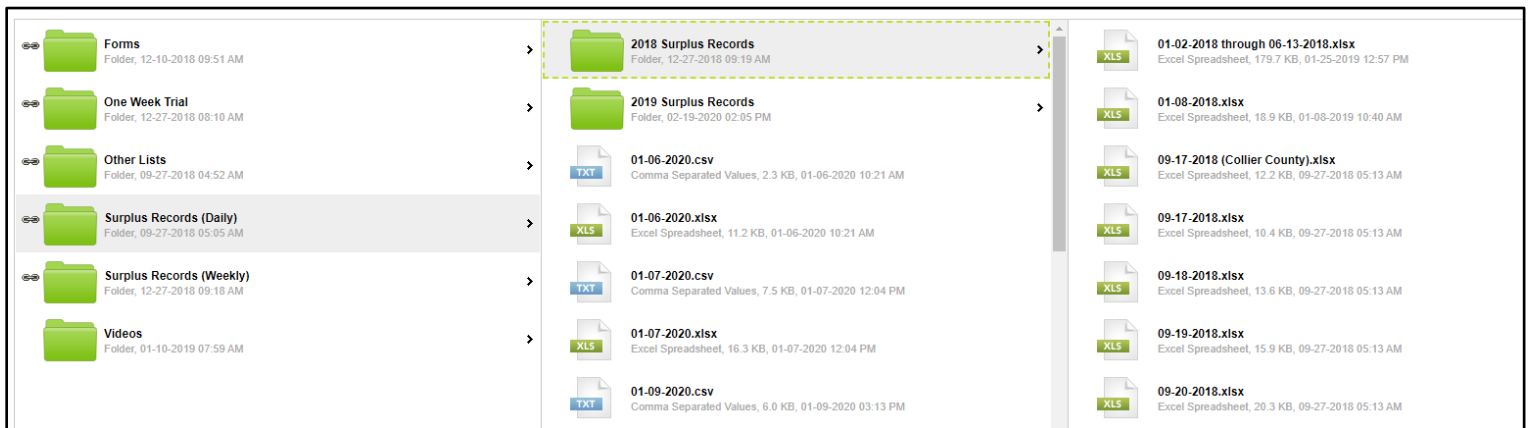 Forms
Folder, 12-10-2018 09:51 AM
One Week Trial
Folder, 12-27-2018 08:10 AM
Other Lists
Folder, 09-27-2018 04:52 AM
Surplus Records (Daily)
Folder, 09-27-2018 05:05 AM
Surplus Records (Weekly)
Folder, 12-27-2018 09:18 AM
Videos
Folder, 01-10-2019 07:59 AM
2018 Surplus Records
Folder, 12-27-2018 09:19 AM
2019 Surplus Records
Folder, 02-19-2020 02:05 PM
TXT
01-06-2020.csv
Comma Separated Values, 2.3 KB, 01-06-2020 10:21 AM
XLS
01-06-2020.xlsx
Excel Spreadsheet, 11.2 KB, 01-06-2020 10:21 AM
TXT
01-07-2020.csv
Comma Separated Values, 7.5 KB, 01-07-2020 12:04 PM
XLS
01-07-2020.xlsx
Excel Spreadsheet, 16.3 KB, 01-07-2020 12:04 PM
TXT
01-09-2020.csv
Comma Separated Values, 6.0 KB, 01-09-2020 03:13 PM
XLS
01-02-2018 through 06-13-2018.xlsx
Excel Spreadsheet, 179.7 KB, 01-25-2019 12:57 PM
XLS
01-08-2018.xlsx
Excel Spreadsheet, 18.9 KB, 01-08-2019 10:40 AM
XLS
09-17-2018 (Collier County).xlsx
Excel Spreadsheet, 12.2 KB, 09-27-2018 05:13 AM
XLS
09-17-2018.xlsx
Excel Spreadsheet, 10.4 KB, 09-27-2018 05:13 AM
XLS
09-18-2018.xlsx
Excel Spreadsheet, 13.6 KB, 09-27-2018 05:13 AM
XLS
09-19-2018.xlsx
Excel Spreadsheet, 15.9 KB, 09-27-2018 05:13 AM
XLS
09-20-2018.xlsx
Excel Spreadsheet, 20.3 KB, 09-27-2018 05:13 AM